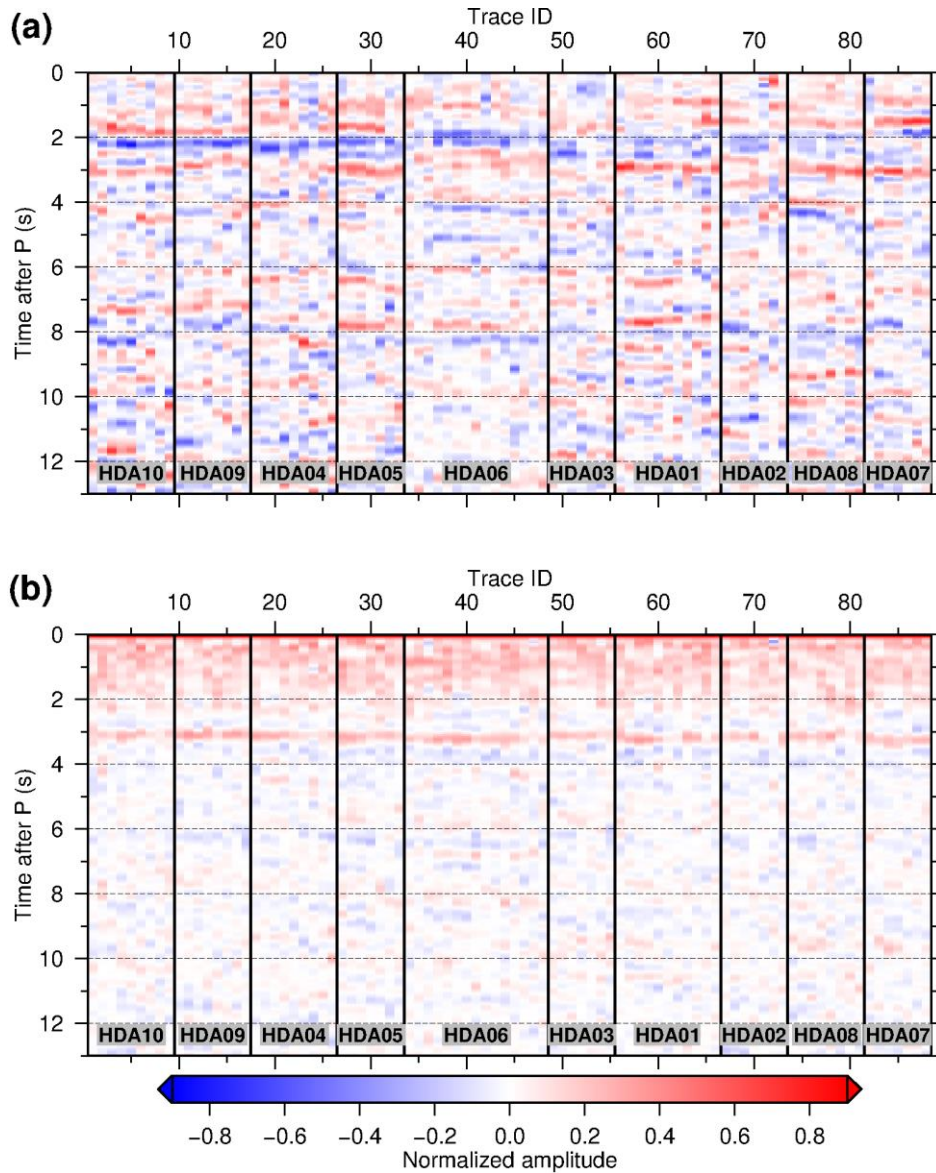 (a)
Trace ID
10 20 30 40 50 60 70 80
Time after P (s)
0
2
4
6
8
10
12
HDA10 HDA09 HDA04 HDA05 HDA06 HDA03 HDA01 HDA02 HDA08 HDA07
(b)
Trace ID
10 20 30 40 50 60 70 80
Time after P (s)
0
2
4
6
8
10
12
HDA10 HDA09 HDA04 HDA05 HDA06 HDA03 HDA01 HDA02 HDA08 HDA07
−0.8 −0.6 −0.4 −0.2 0.0 0.2 0.4 0.6 0.8
Normalized amplitude